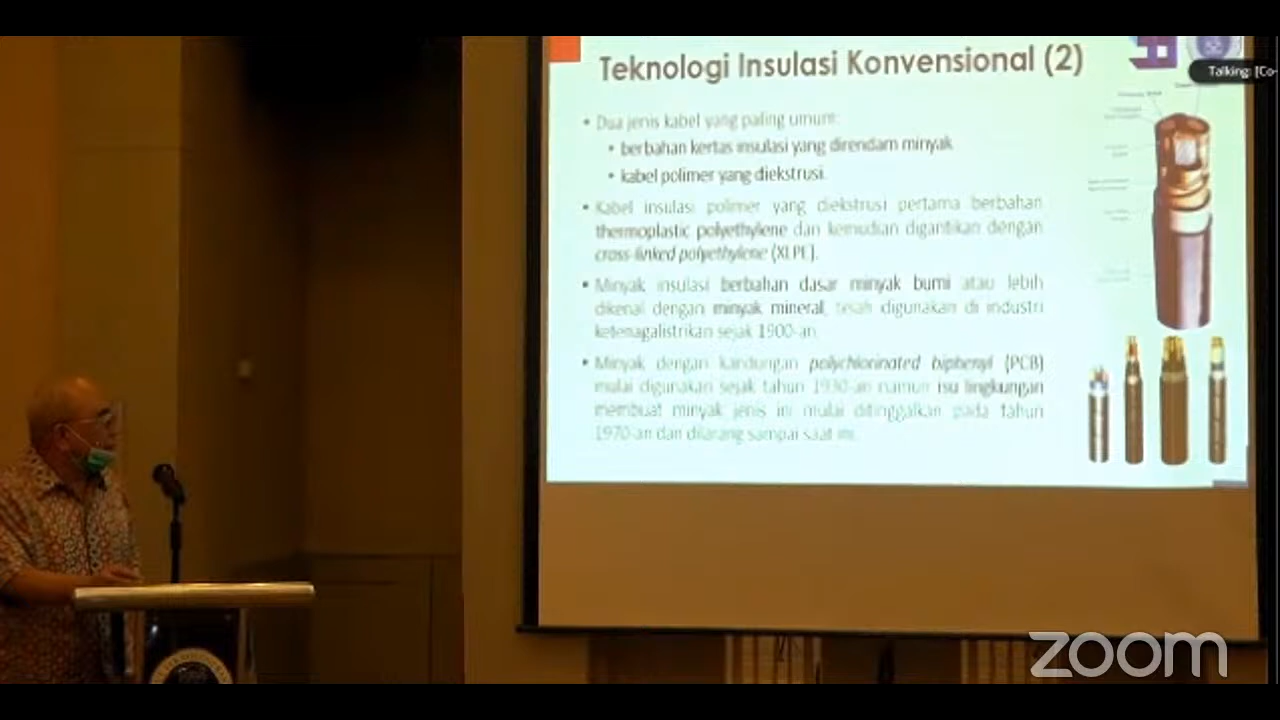 Teknologi Insulasi Konvensional (2)
Talking: [Co-
• Dua jenis kabel yang paling umum:
• berbahan kertas insulasi yang direndam minyak
• kabel polimer yang diekstrusi.
• Kabel insulasi polimer yang diekstrusi pertama berbahan
thermoplastic polyethylene dan kemudian digantikan dengan
cross-linked polyethylene (XLPE).
• Minyak insulasi berbahan dasar minyak bumi atau lebih
dikenal dengan minyak mineral, telah digunakan di industri
ketenagalistrikan sejak 1900-an.
• Minyak dengan kandungan polychlorinated biphenyl (PCB)
mulai digunakan sejak tahun 1930-an namun isu lingkungan
membuat minyak jenis ini mulai ditinggalkan pada tahun
1970-an dan dilarang sampai saat ini.
zoom